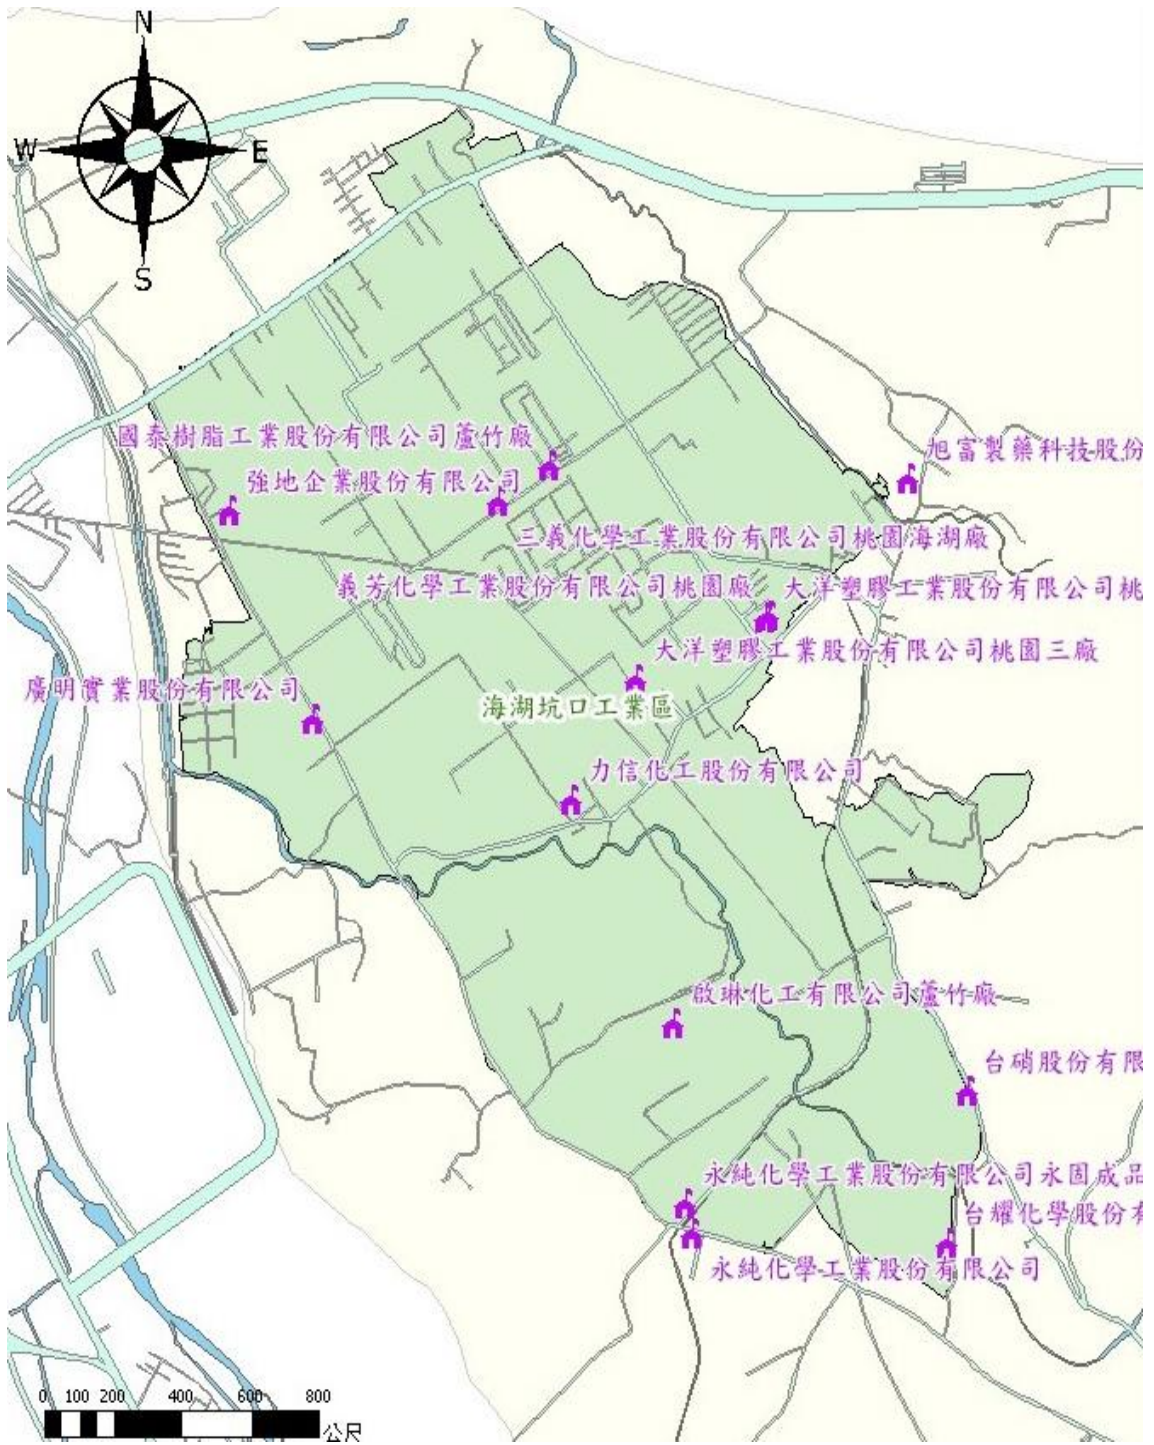 N
W
E
S
國泰樹脂工業股份有限公司蘆竹廠
旭富製藥科技股份
強地企業股份有限公司
三義化學工業股份有限公司桃園海湖廠
義芳化學工業股份有限公司桃園廠
大洋塑膠工業股份有限公司桃
大洋塑膠工業股份有限公司桃園三廠
廣明實業股份有限公司
海湖坑口工業區
力信化工股份有限公司
啟琳化工有限公司蘆竹廠
台硝股份有限
永純化學工業股份有限公司永固成品
台耀化學股份有
永純化學工業股份有限公司
0 100 200 400 600 800
公尺